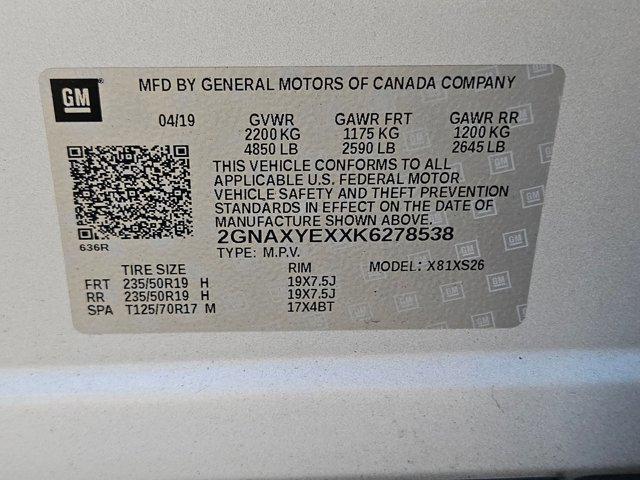 GM
MFD BY GENERAL MOTORS OF CANADA COMPANY
04/19 GVWR GAWR FRT GAWR RR
2200 KG 1175 KG 1200 KG
4850 LB 2590 LB 2645 LB
THIS VEHICLE CONFORMS TO ALL
APPLICABLE U.S. FEDERAL MOTOR
VEHICLE SAFETY AND THEFT PREVENTION
STANDARDS IN EFFECT ON THE DATE OF
MANUFACTURE SHOWN ABOVE.
636R 2GNAXYEXXK6278538
TYPE: M.P.V.
TIRE SIZE RIM MODEL: X81XS26
FRT 235/50R19 H 19X7.5J
RR 235/50R19 H 19X7.5J
SPA T125/70R17 M 17X4BT